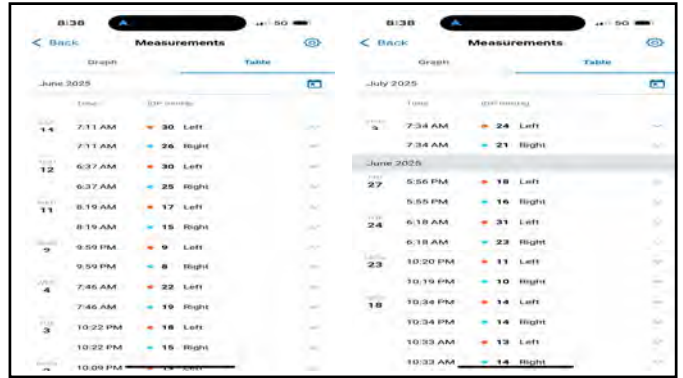 8:38 5G
< Back Measurements
Graph Table
June 2025
Time IOP (mmHg)
14 7:11 AM 30 Left
7:11 AM 26 Right
12 6:37 AM 30 Left
6:37 AM 25 Right
11 8:19 AM 17 Left
8:19 AM 15 Right
9 9:59 PM 9 Left
9:59 PM 8 Right
4 7:46 AM 22 Left
7:46 AM 19 Right
3 10:22 PM 18 Left
10:22 PM 15 Right
10:09 PM Left
8:38 5G
< Back Measurements
Graph Table
July 2025
Time IOP (mmHg)
3 7:34 AM 24 Left
7:34 AM 21 Right
June 2025
27 5:56 PM 18 Left
5:55 PM 16 Right
24 6:18 AM 31 Left
6:18 AM 23 Right
23 10:20 PM 11 Left
10:19 PM 10 Right
18 10:34 PM 14 Left
10:34 PM 14 Right
10:33 AM 13 Left
10:33 AM 14 Right